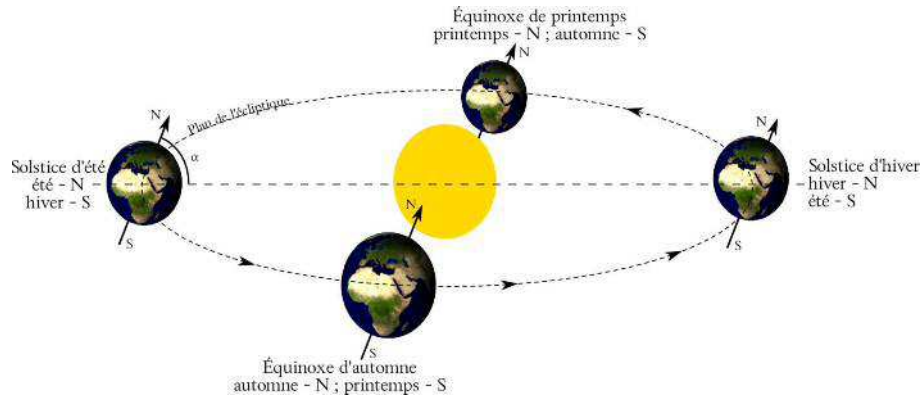 Équinoxe de printemps
printemps - N ; automne - S
N
Plan de l'écliptique
N
α
N
Solstice d'été
été - N
hiver - S
Solstice d'hiver
hiver - N
été - S
N
S
S
S
Équinoxe d'automne
automne - N ; printemps - S